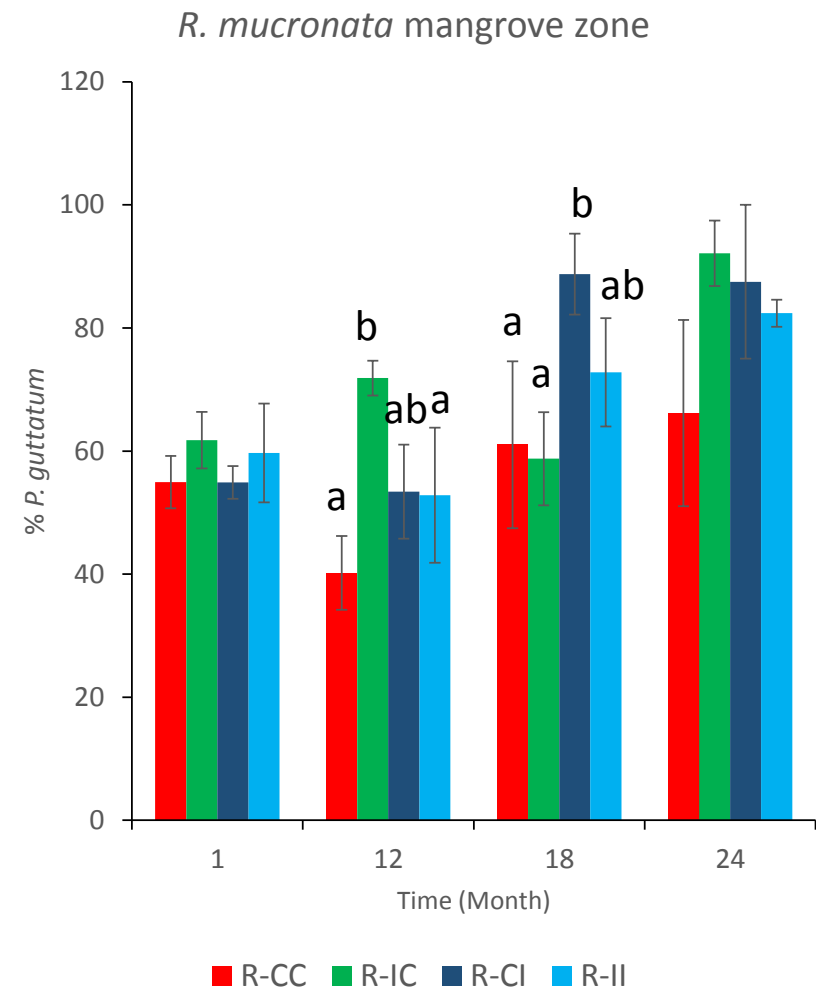 R. mucronata mangrove zone
120
100
80
60
40
20
0
% P. guttatum
a
b
ab
a
a
a
b
ab
1
12
18
24
Time (Month)
R-CC
R-IC
R-CI
R-II